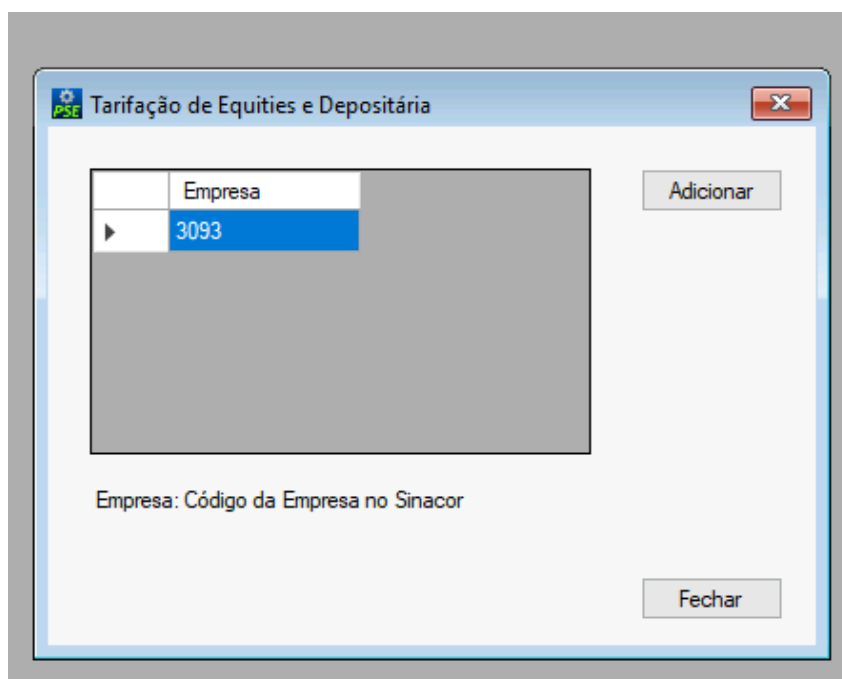 PSE Tarifação de Equities e Depositária
Empresa
Adicionar
3093
Empresa: Código da Empresa no Sinacor
Fechar